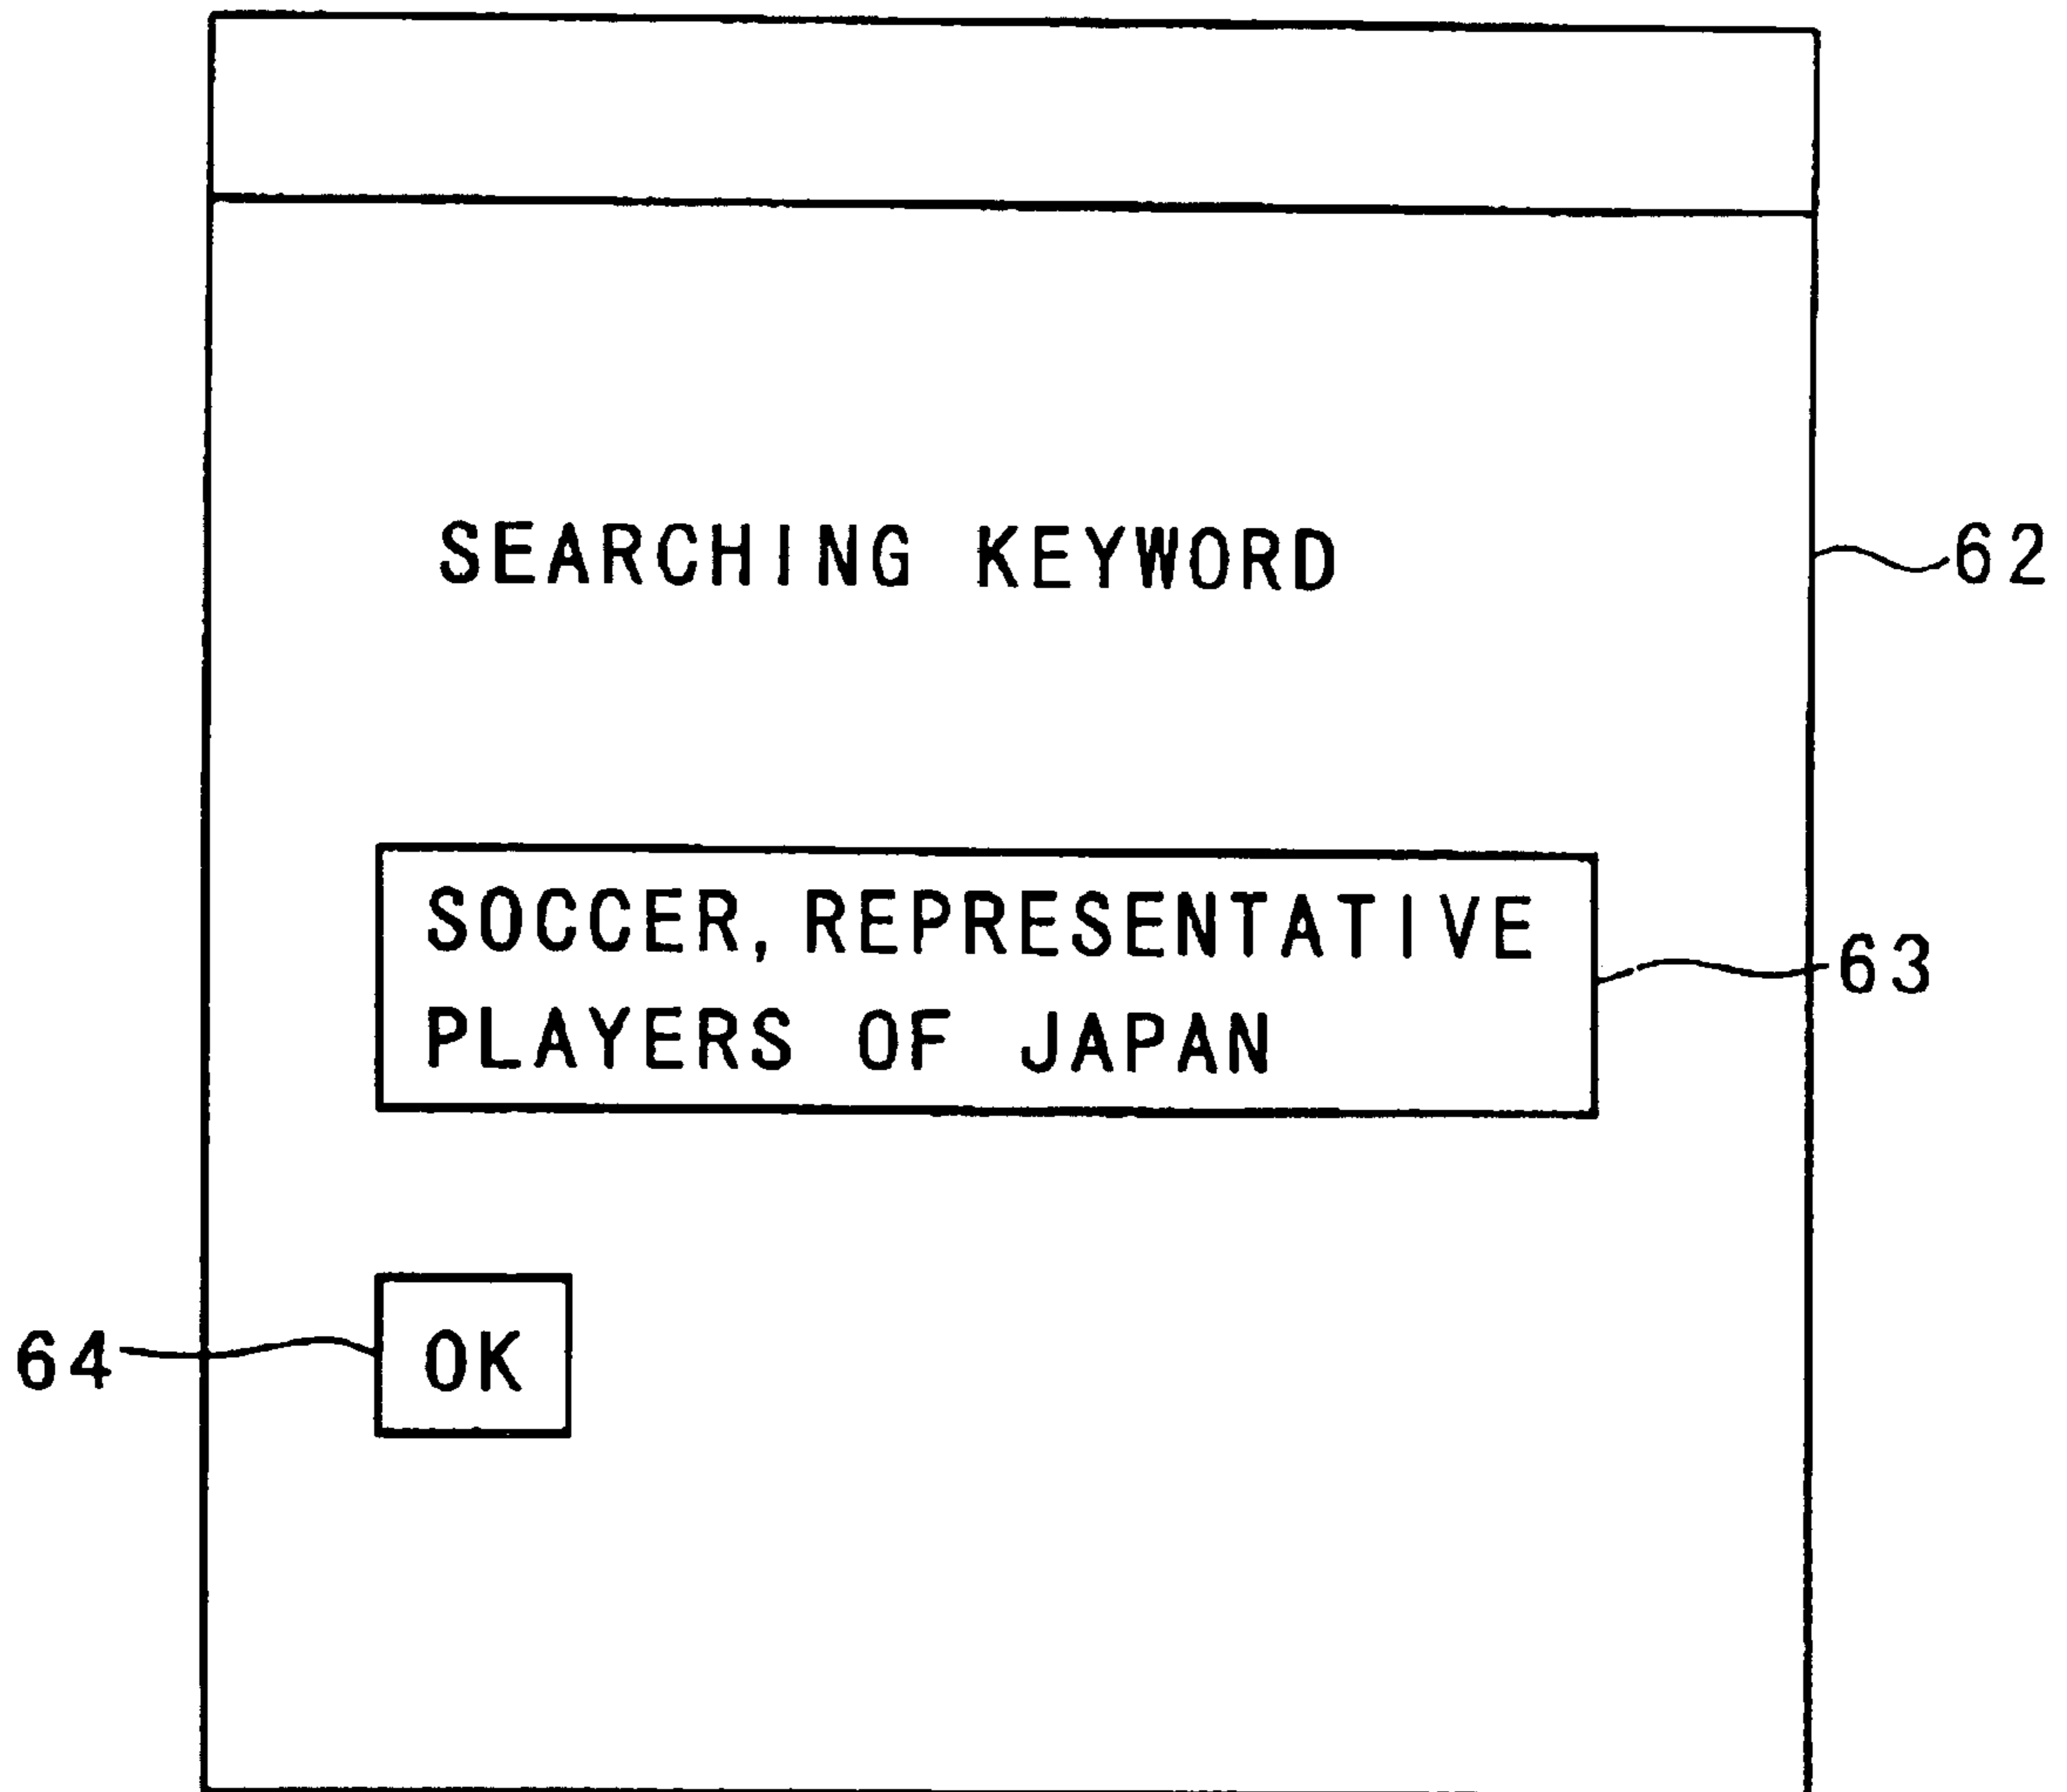 SEARCHING KEYWORD
62
SOCCER, REPRESENTATIVE
PLAYERS OF JAPAN
63
64
OK